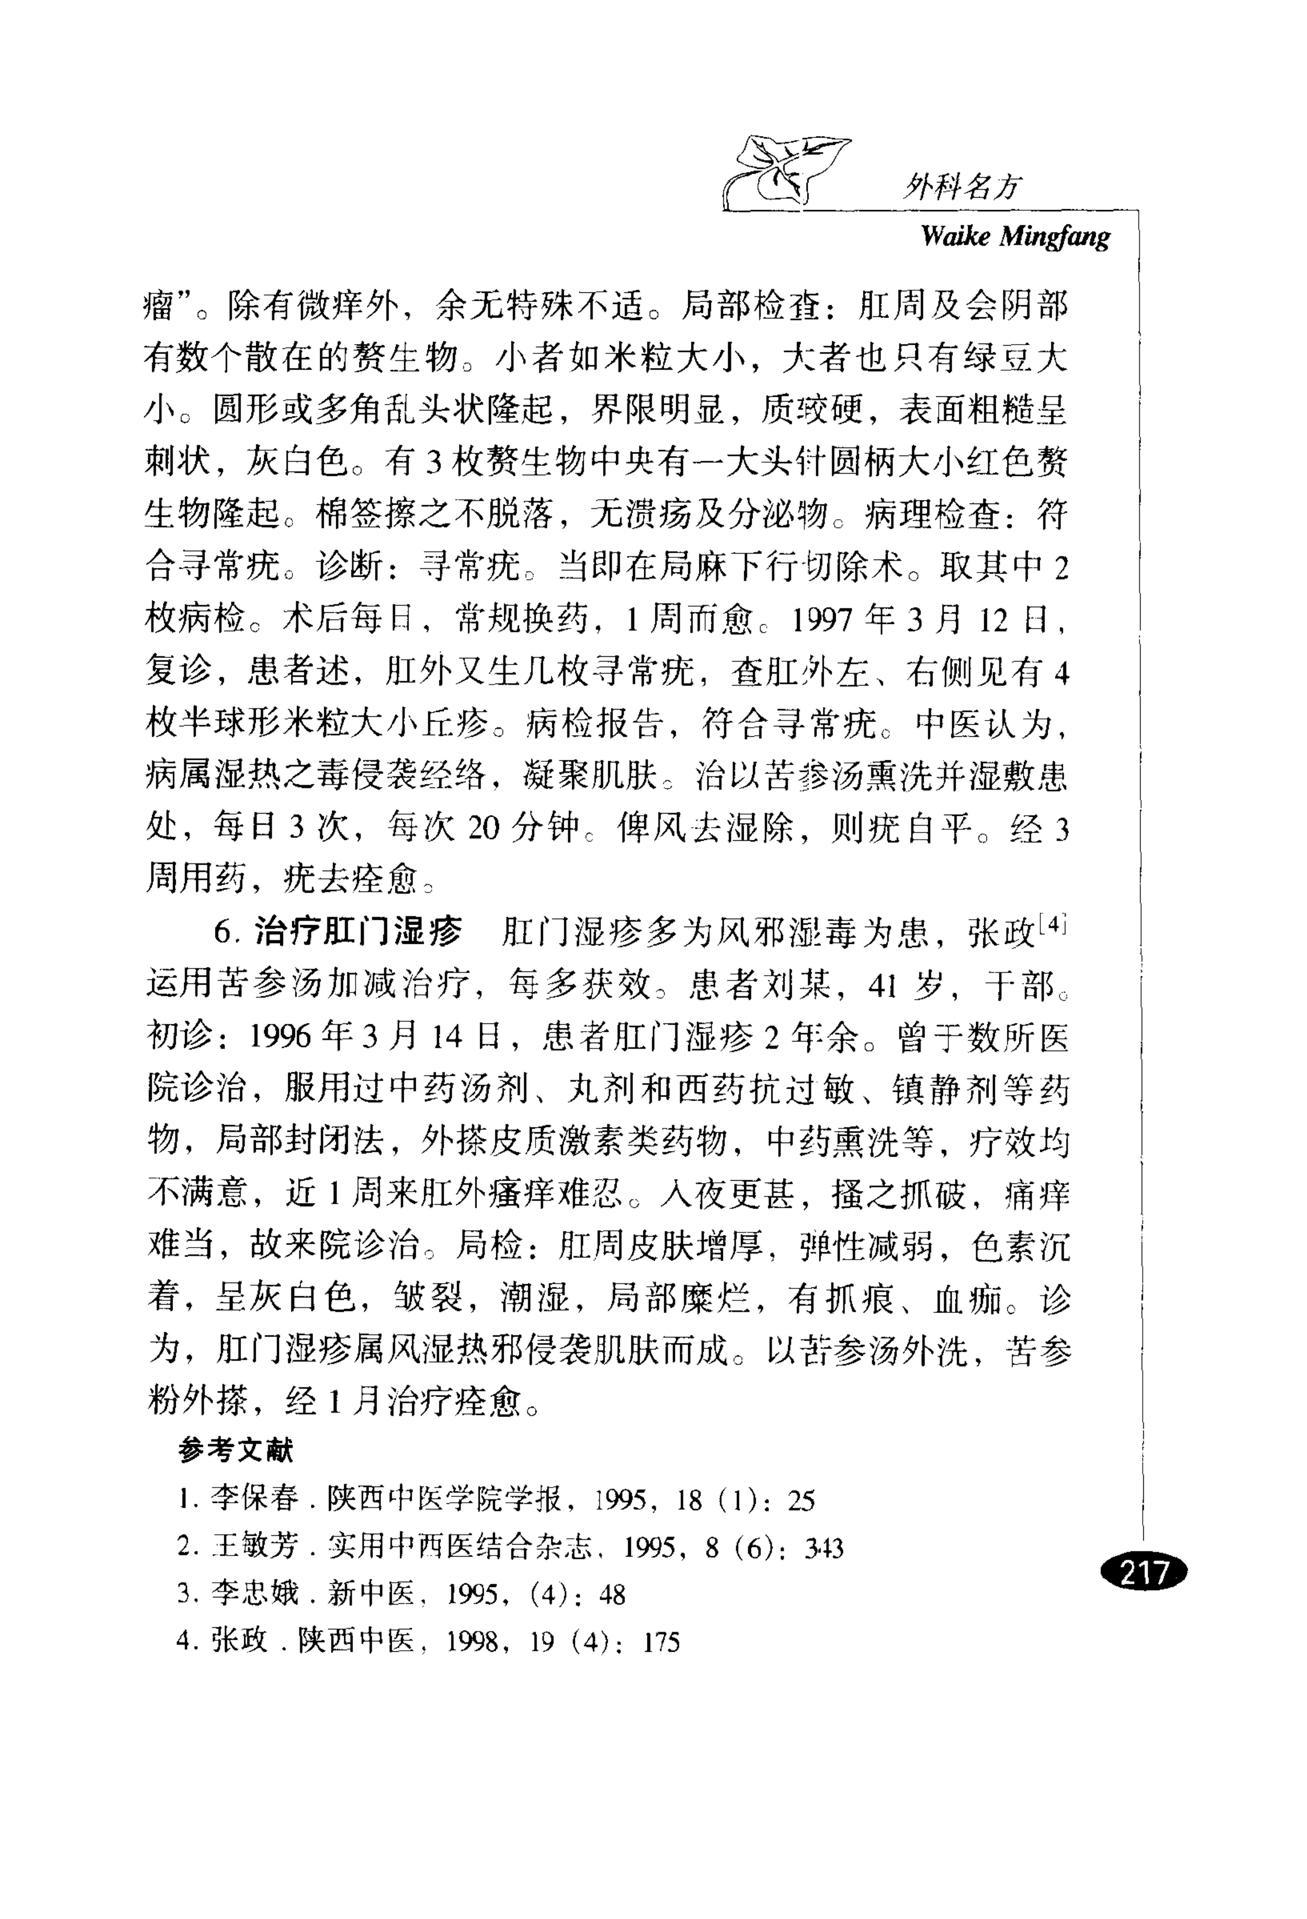 外科名方
Waike Mingfang
瘤”。除有微痒外，余无特殊不适。局部检查：肛周及会阴部
有数个散在的赘生物。小者如米粒大小，大者也只有绿豆大
小。圆形或多角乱头状隆起，界限明显，质较硬，表面粗糙呈
刺状，灰白色。有 3 枚赘生物中央有一大头针圆柄大小红色赘
生物隆起。棉签擦之不脱落，无溃疡及分泌物。病理检查：符
合寻常疣。诊断：寻常疣。当即在局麻下行切除术。取其中 2
枚病检。术后每日，常规换药，1 周而愈。1997 年 3 月 12 日，
复诊，患者述，肛外又生几枚寻常疣，查肛外左、右侧见有 4
枚半球形米粒大小丘疹。病检报告，符合寻常疣。中医认为，
病属湿热之毒侵袭经络，凝聚肌肤。治以苦参汤熏洗并湿敷患
处，每日 3 次，每次 20 分钟。俾风去湿除，则疣自平。经 3
周用药，疣去痊愈。
6. 治疗肛门湿疹 肛门湿疹多为风邪湿毒为患，张政[4]
运用苦参汤加减治疗，每多获效。患者刘某，41 岁，干部。
初诊：1996 年 3 月 14 日，患者肛门湿疹 2 年余。曾于数所医
院诊治，服用过中药汤剂、丸剂和西药抗过敏、镇静剂等药
物，局部封闭法，外搽皮质激素类药物，中药熏洗等，疗效均
不满意，近 1 周来肛外瘙痒难忍。入夜更甚，搔之抓破，痛痒
难当，故来院诊治。局检：肛周皮肤增厚，弹性减弱，色素沉
着，呈灰白色，皱裂，潮湿，局部糜烂，有抓痕、血痂。诊
为，肛门湿疹属风湿热邪侵袭肌肤而成。以苦参汤外洗，苦参
粉外搽，经 1 月治疗痊愈。
参考文献
1. 李保春．陕西中医学院学报，1995，18（1）：25
2. 王敏芳．实用中西医结合杂志，1995，8（6）：343
3. 李忠娥．新中医，1995，（4）：48
4. 张政．陕西中医，1998，19（4）：175
217